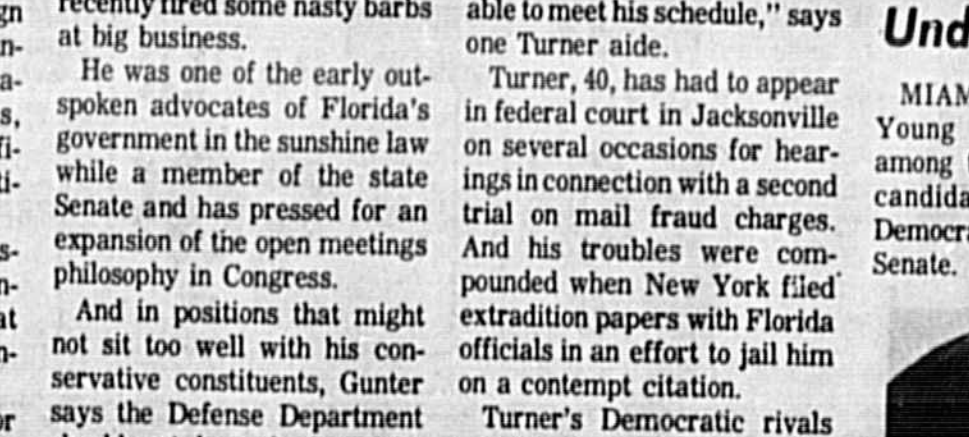 recently fired some nasty barbs
at big business.
He was one of the early out-
spoken advocates of Florida's
government in the sunshine law
while a member of the state
Senate and has pressed for an
expansion of the open meetings
philosophy in Congress.
And in positions that might
not sit too well with his con-
servative constituents, Gunter
says the Defense Department
able to meet his schedule," says
one Turner aide.
Turner, 40, has had to appear
in federal court in Jacksonville
on several occasions for hear-
ings in connection with a second
trial on mail fraud charges.
And his troubles were com-
pounded when New York filed
extradition papers with Florida
officials in an effort to jail him
on a contempt citation.
Turner's Democratic rivals
Und
MIAM
Young
among
candida
Democra
Senate.